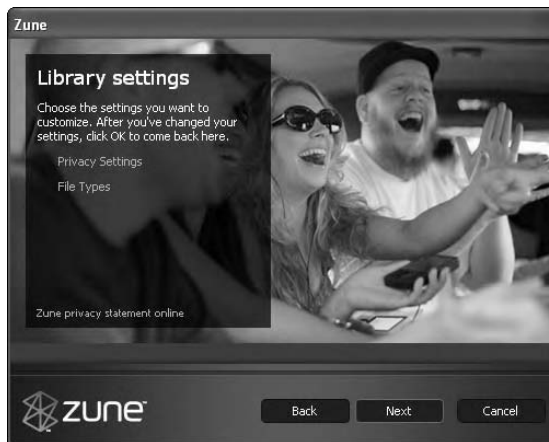 Zune
Library settings
Choose the settings you want to
customize. After you've changed your
settings, click OK to come back here.
Privacy Settings
File Types
Zune privacy statement online
zune™
Back
Next
Cancel